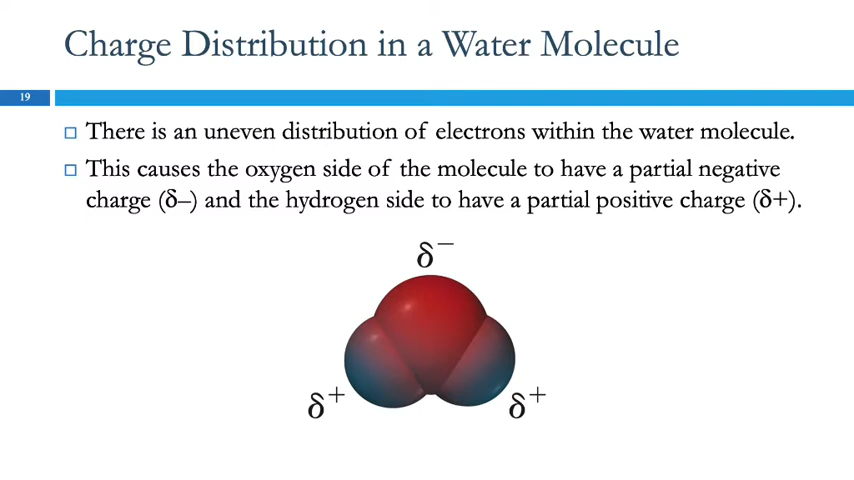 Charge Distribution in a Water Molecule
19
There is an uneven distribution of electrons within the water molecule.
This causes the oxygen side of the molecule to have a partial negative
charge (δ–) and the hydrogen side to have a partial positive charge (δ+).
δ⁻
δ⁺ δ⁺